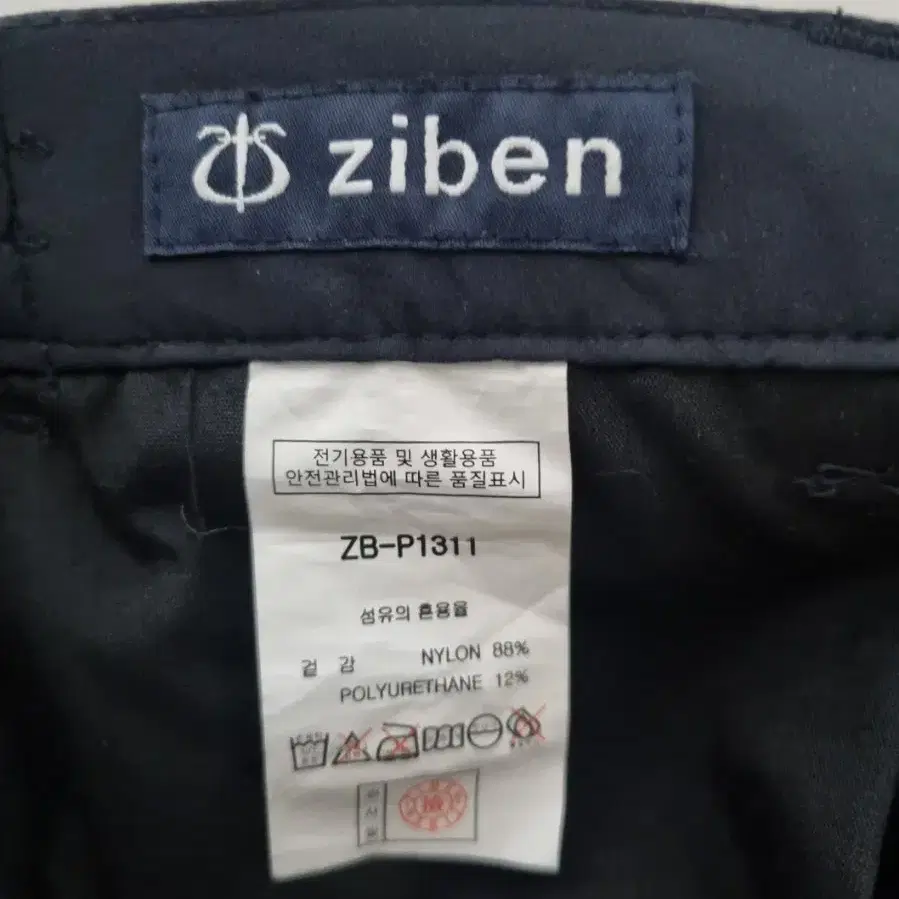 ziben
전기용품 및 생활용품
안전관리법에 따른 품질표시
ZB-P1311
섬유의 혼용율
겉 감 NYLON 88%
POLYURETHANE 12%